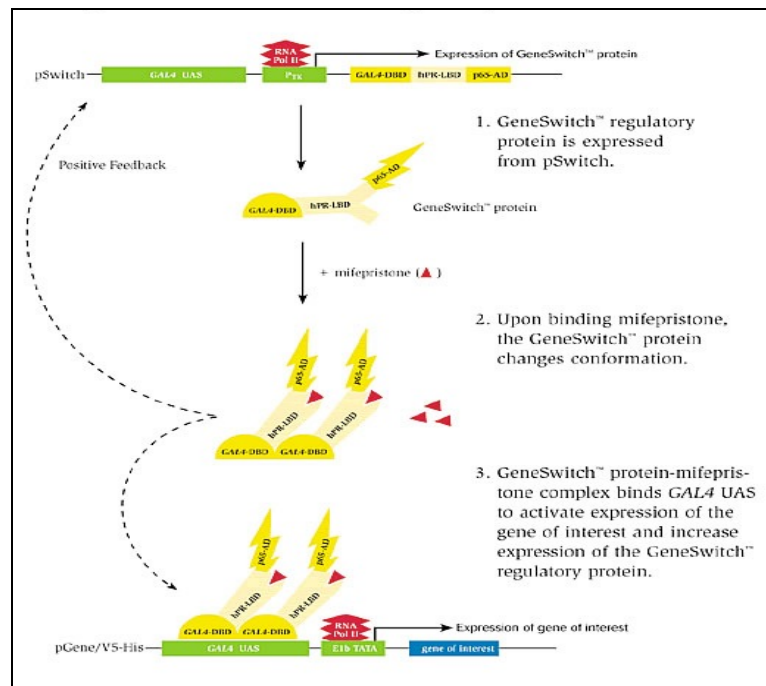 RNA
Pol II
Expression of GeneSwitch™ protein
pSwitch
GAL4 UAS
PTK
GAL4-DBD
hPR-LBD
p65-AD
1. GeneSwitch™ regulatory
protein is expressed
from pSwitch.
Positive Feedback
p65-AD
GAL4-DBD
hPR-LBD
GeneSwitch™ protein
+ mifepristone ( )
2. Upon binding mifepristone,
the GeneSwitch™ protein
changes conformation.
p65-AD
p65-AD
hPR-LBD
hPR-LBD
GAL4-DBD
GAL4-DBD
3. GeneSwitch™ protein-mifepris-
tone complex binds GAL4 UAS
to activate expression of the
gene of interest and increase
expression of the GeneSwitch™
regulatory protein.
p65-AD
p65-AD
hPR-LBD
hPR-LBD
GAL4-DBD
GAL4-DBD
RNA
Pol II
Expression of gene of interest
pGene/V5-His
GAL4 UAS
E1b TATA
gene of interest